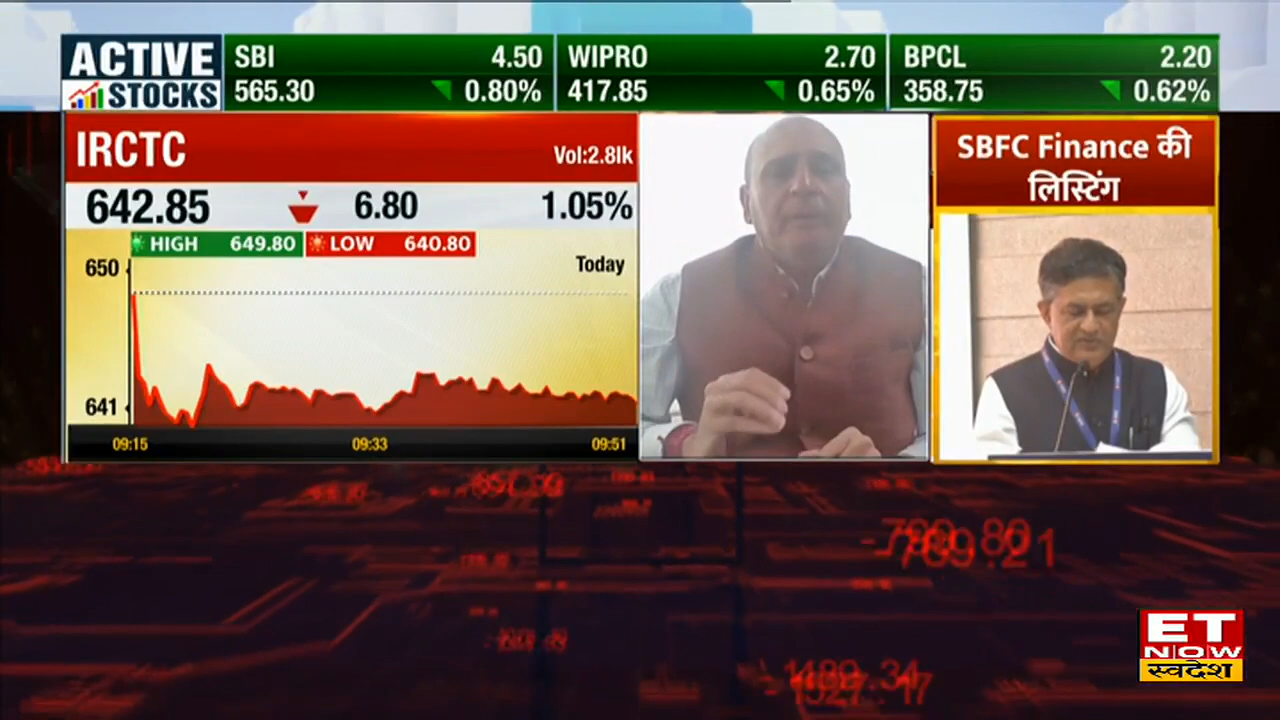 ACTIVE
STOCKS
SBI 4.50
565.30 0.80%
WIPRO 2.70
417.85 0.65%
BPCL 2.20
358.75 0.62%
IRCTC Vol:2.8lk
642.85 6.80 1.05%
HIGH 649.80 LOW 640.80
Today
650
641
09:15 09:33 09:51
SBFC Finance की
लिस्टिंग
ET
NOW
स्वदेश